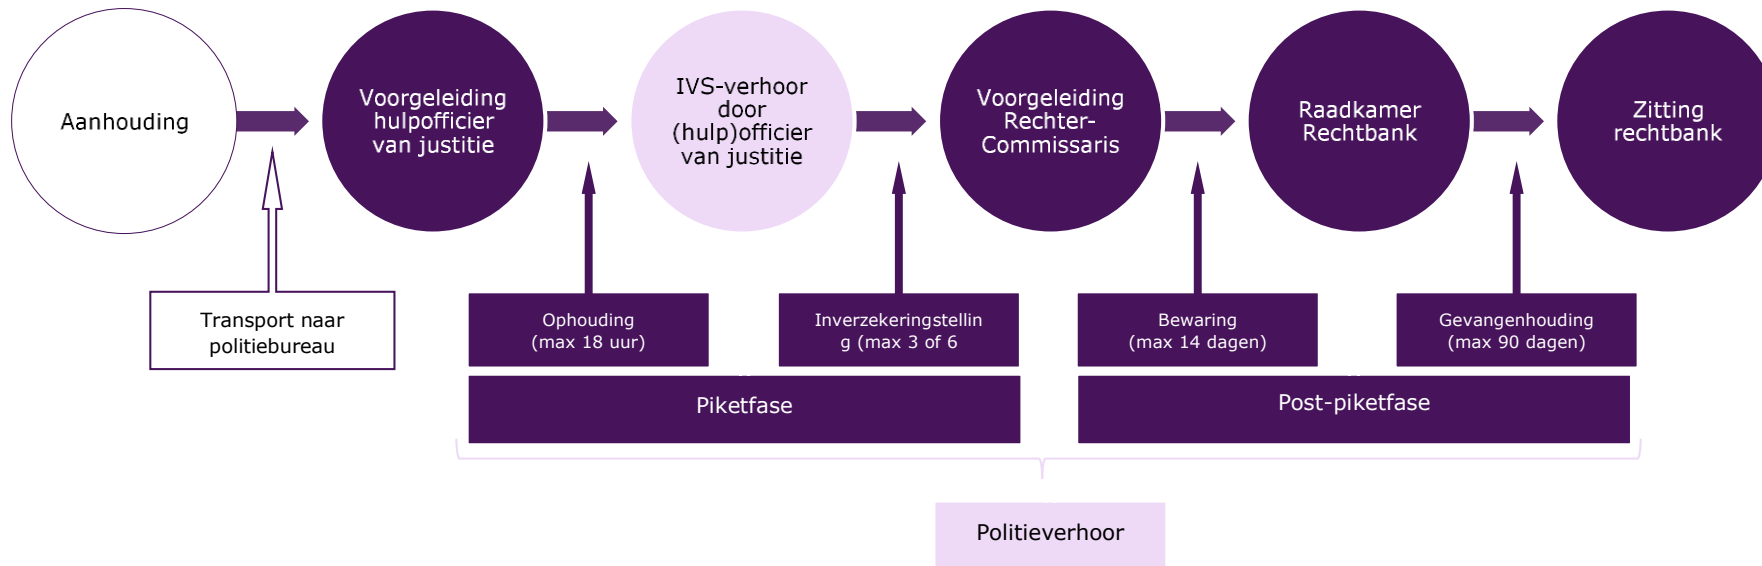 Aanhouding
Voorgeleiding
hulpofficier
van justitie
IVS-verhoor
door
(hulp)officier
van justitie
Voorgeleiding
Rechter-
Commissaris
Raadkamer
Rechtbank
Zitting
rechtbank
Transport naar
politiebureau
Ophouding
(max 18 uur)
Inverzekeringstellin
g (max 3 of 6
Bewaring
(max 14 dagen)
Gevangenhouding
(max 90 dagen)
Piketfase
Post-piketfase
Politieverhoor